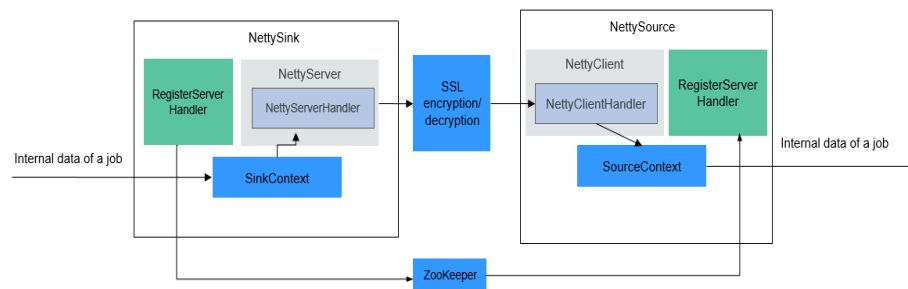 NettySink
NettySource
NettyServer
NettyServerHandler
RegisterServer
Handler
SinkContext
Internal data of a job
SSL
encryption/
decryption
NettyClient
NettyClientHandler
RegisterServer
Handler
SourceContext
Internal data of a job
ZooKeeper